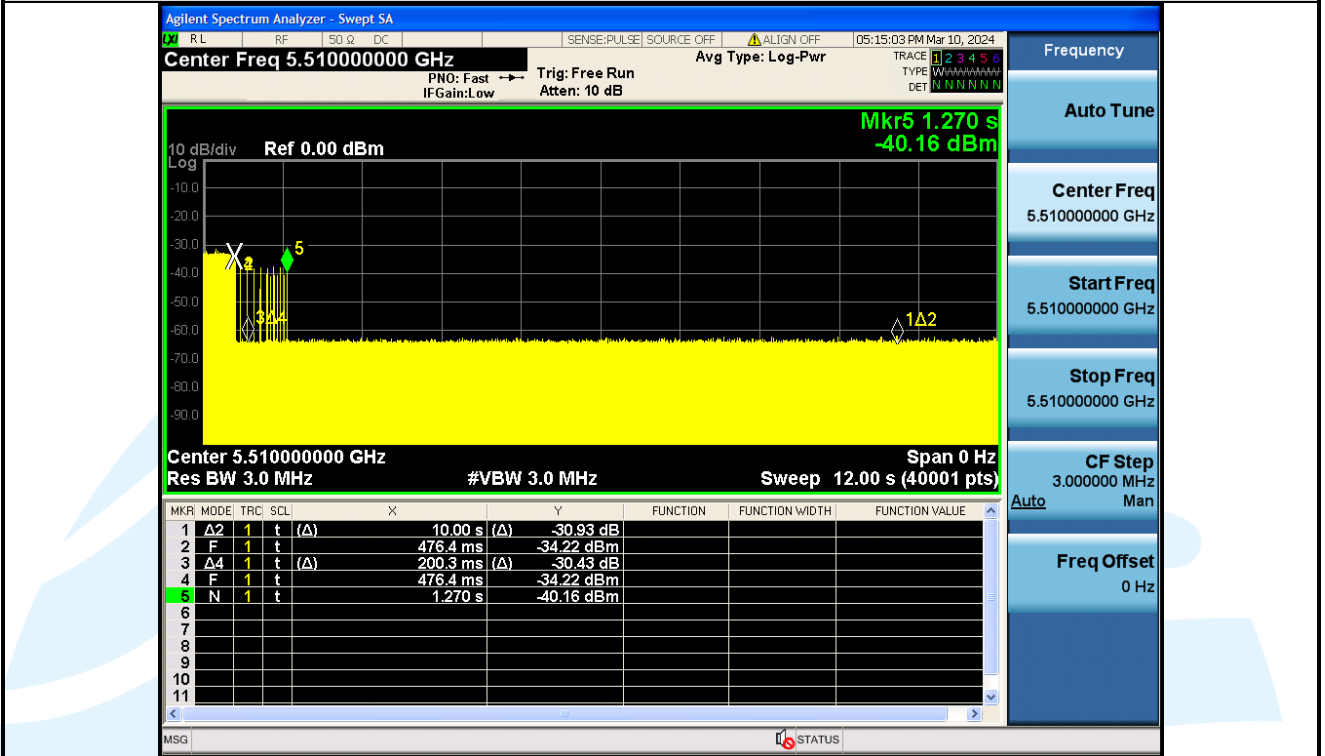 Agilent Spectrum Analyzer - Swept SA
LXI RL RF 50 Ω DC SENSE:PULSE SOURCE OFF ALIGN OFF 05:15:03 PM Mar 10, 2024
Center Freq 5.510000000 GHz
PNO: Fast
IFGain:Low
Trig: Free Run
Atten: 10 dB
Avg Type: Log-Pwr
TRACE 1 2 3 4 5 6
TYPE W
DET N N N N N N
Mkr5 1.270 s
-40.16 dBm
10 dB/div Ref 0.00 dBm
Log
-10.0
-20.0
-30.0
-40.0
-50.0
-60.0
-70.0
-80.0
-90.0
5
3Δ4
1Δ2
Center 5.510000000 GHz Span 0 Hz
Res BW 3.0 MHz #VBW 3.0 MHz Sweep 12.00 s (40001 pts)
MKR MODE TRC SCL X Y FUNCTION FUNCTION WIDTH FUNCTION VALUE
1 Δ2 1 t (Δ) 10.00 s (Δ) -30.93 dB
2 F 1 t 476.4 ms -34.22 dBm
3 Δ4 1 t (Δ) 200.3 ms (Δ) -30.43 dB
4 F 1 t 476.4 ms -34.22 dBm
5 N 1 t 1.270 s -40.16 dBm
6
7
8
9
10
11
MSG STATUS
Frequency
Auto Tune
Center Freq
5.510000000 GHz
Start Freq
5.510000000 GHz
Stop Freq
5.510000000 GHz
CF Step
3.000000 MHz
Auto Man
Freq Offset
0 Hz